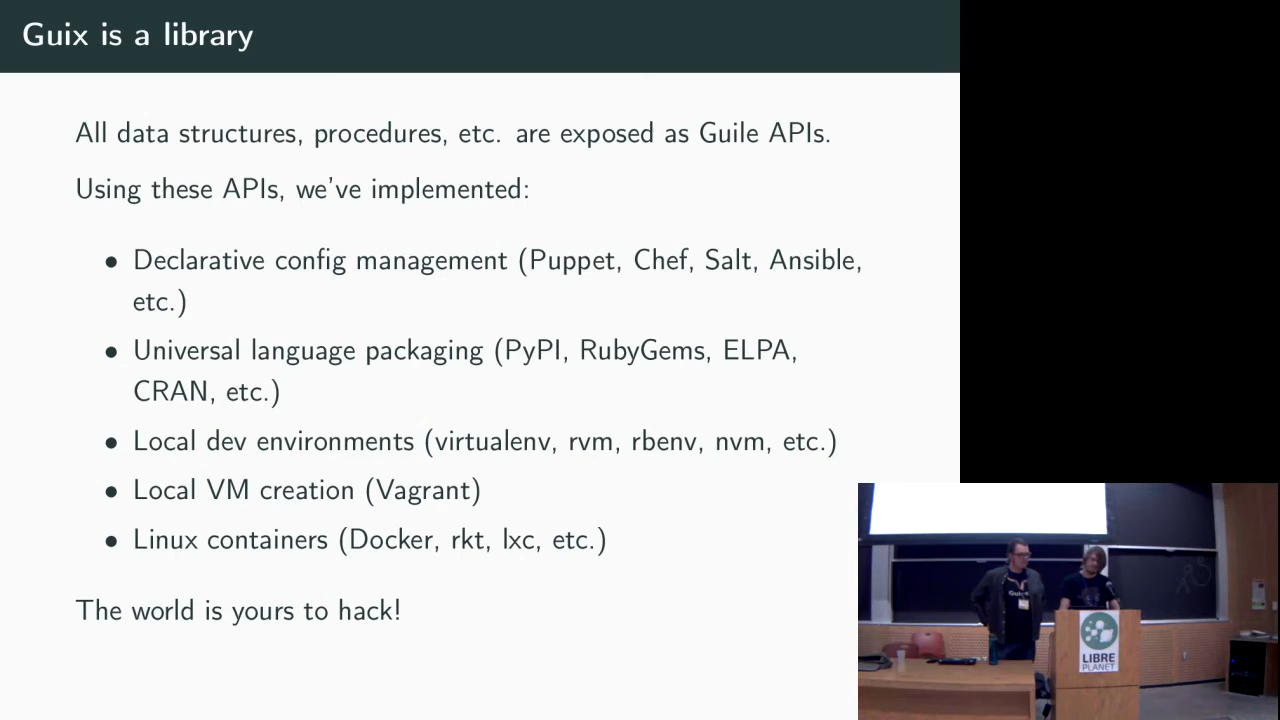 Guix is a library
All data structures, procedures, etc. are exposed as Guile APIs.
Using these APIs, we've implemented:
• Declarative config management (Puppet, Chef, Salt, Ansible,
etc.)
• Universal language packaging (PyPI, RubyGems, ELPA,
CRAN, etc.)
• Local dev environments (virtualenv, rvm, rbenv, nvm, etc.)
• Local VM creation (Vagrant)
• Linux containers (Docker, rkt, lxc, etc.)
The world is yours to hack!
LIBRE
PLANET